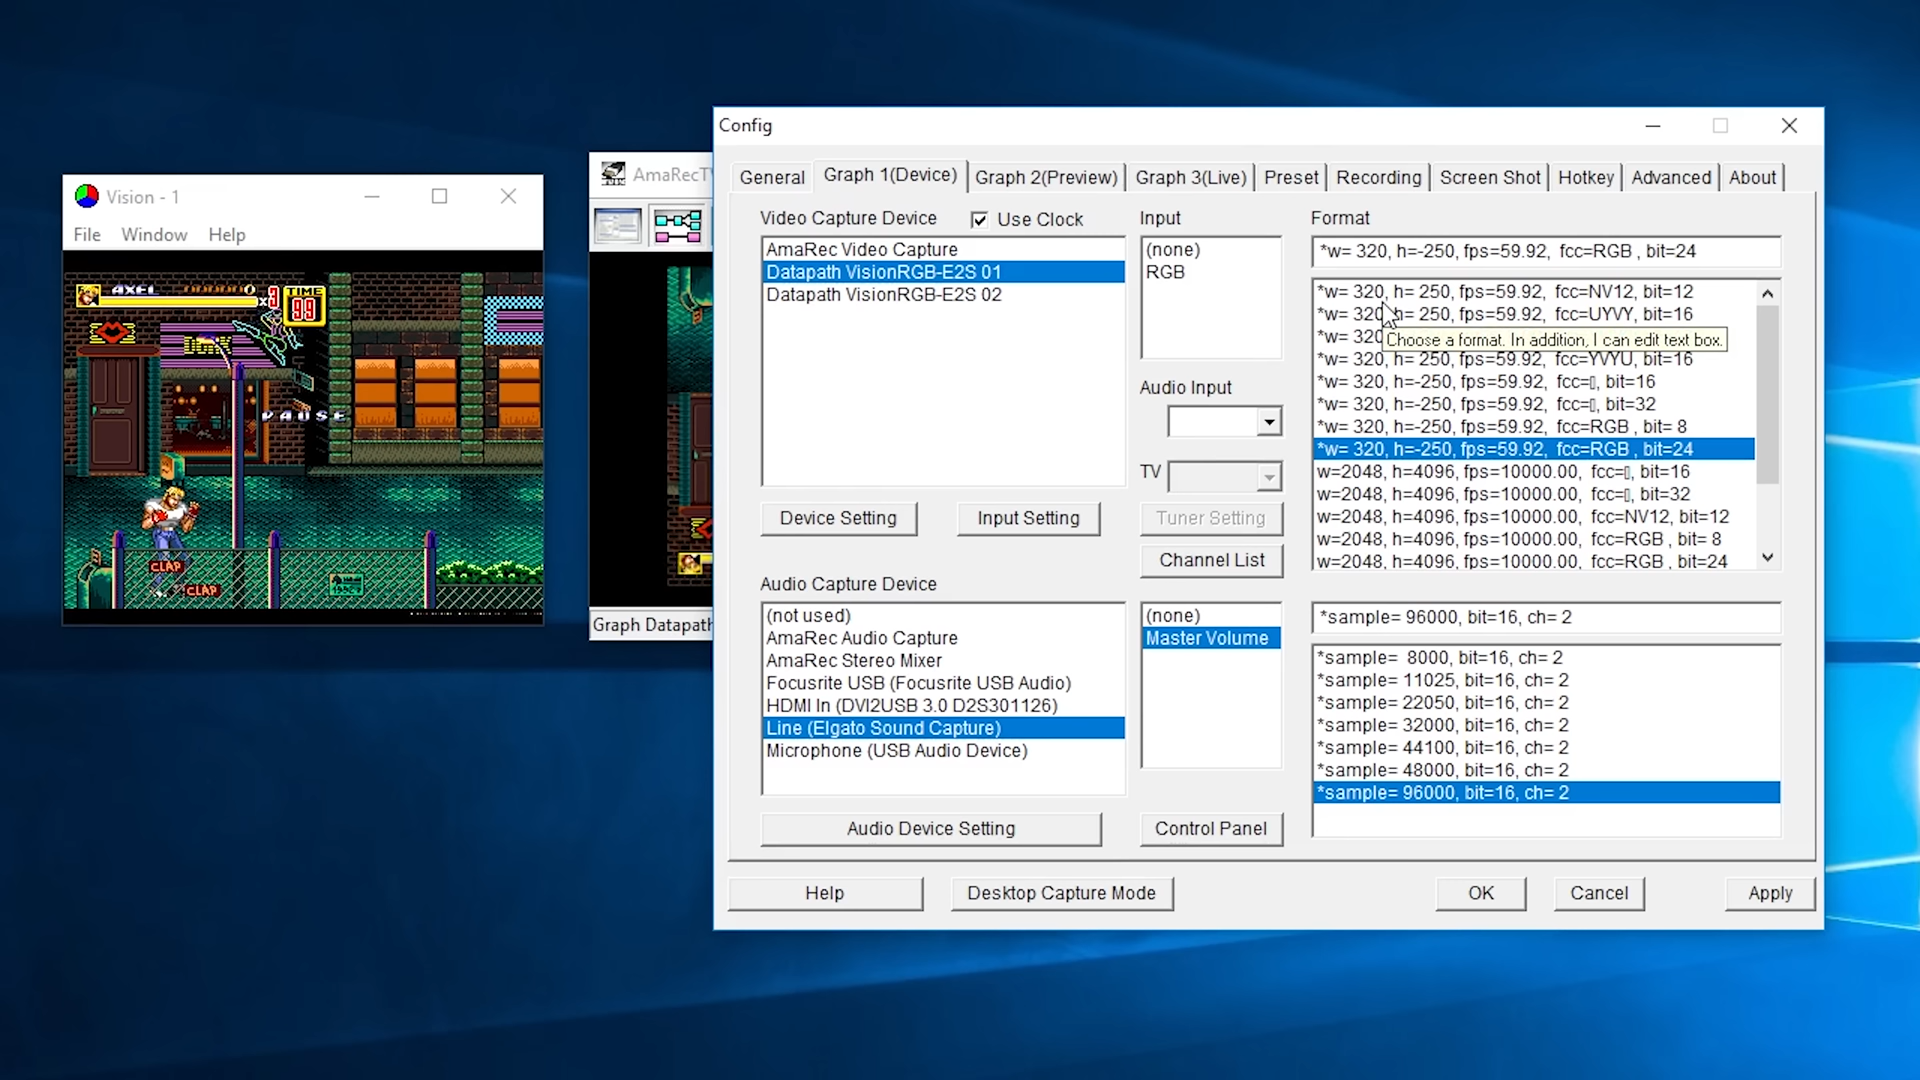 Vision - 1
File Window Help
AXEL
x3
TIME
99
PAUSE
CLAP
CLAP
AmaRecT
Graph Datapath
Config
General
Graph 1(Device)
Graph 2(Preview)
Graph 3(Live)
Preset
Recording
Screen Shot
Hotkey
Advanced
About
Video Capture Device
Use Clock
AmaRec Video Capture
Datapath VisionRGB-E2S 01
Datapath VisionRGB-E2S 02
Device Setting
Input Setting
Input
(none)
RGB
Audio Input
TV
Tuner Setting
Channel List
Format
*w= 320, h=-250, fps=59.92, fcc=RGB , bit=24
*w= 320, h= 250, fps=59.92, fcc=NV12, bit=12
*w= 320, h= 250, fps=59.92, fcc=UYVY, bit=16
*w= 320
Choose a format. In addition, I can edit text box.
*w= 320, h= 250, fps=59.92, fcc=YVYU, bit=16
*w= 320, h=-250, fps=59.92, fcc=▯, bit=16
*w= 320, h=-250, fps=59.92, fcc=▯, bit=32
*w= 320, h=-250, fps=59.92, fcc=RGB , bit= 8
*w= 320, h=-250, fps=59.92, fcc=RGB , bit=24
w=2048, h=4096, fps=10000.00, fcc=▯, bit=16
w=2048, h=4096, fps=10000.00, fcc=▯, bit=32
w=2048, h=4096, fps=10000.00, fcc=NV12, bit=12
w=2048, h=4096, fps=10000.00, fcc=RGB , bit= 8
w=2048, h=4096, fps=10000.00, fcc=RGB , bit=24
Audio Capture Device
(not used)
AmaRec Audio Capture
AmaRec Stereo Mixer
Focusrite USB (Focusrite USB Audio)
HDMI In (DVI2USB 3.0 D2S301126)
Line (Elgato Sound Capture)
Microphone (USB Audio Device)
Audio Device Setting
(none)
Master Volume
Control Panel
*sample= 96000, bit=16, ch= 2
*sample= 8000, bit=16, ch= 2
*sample= 11025, bit=16, ch= 2
*sample= 22050, bit=16, ch= 2
*sample= 32000, bit=16, ch= 2
*sample= 44100, bit=16, ch= 2
*sample= 48000, bit=16, ch= 2
*sample= 96000, bit=16, ch= 2
Help
Desktop Capture Mode
OK
Cancel
Apply